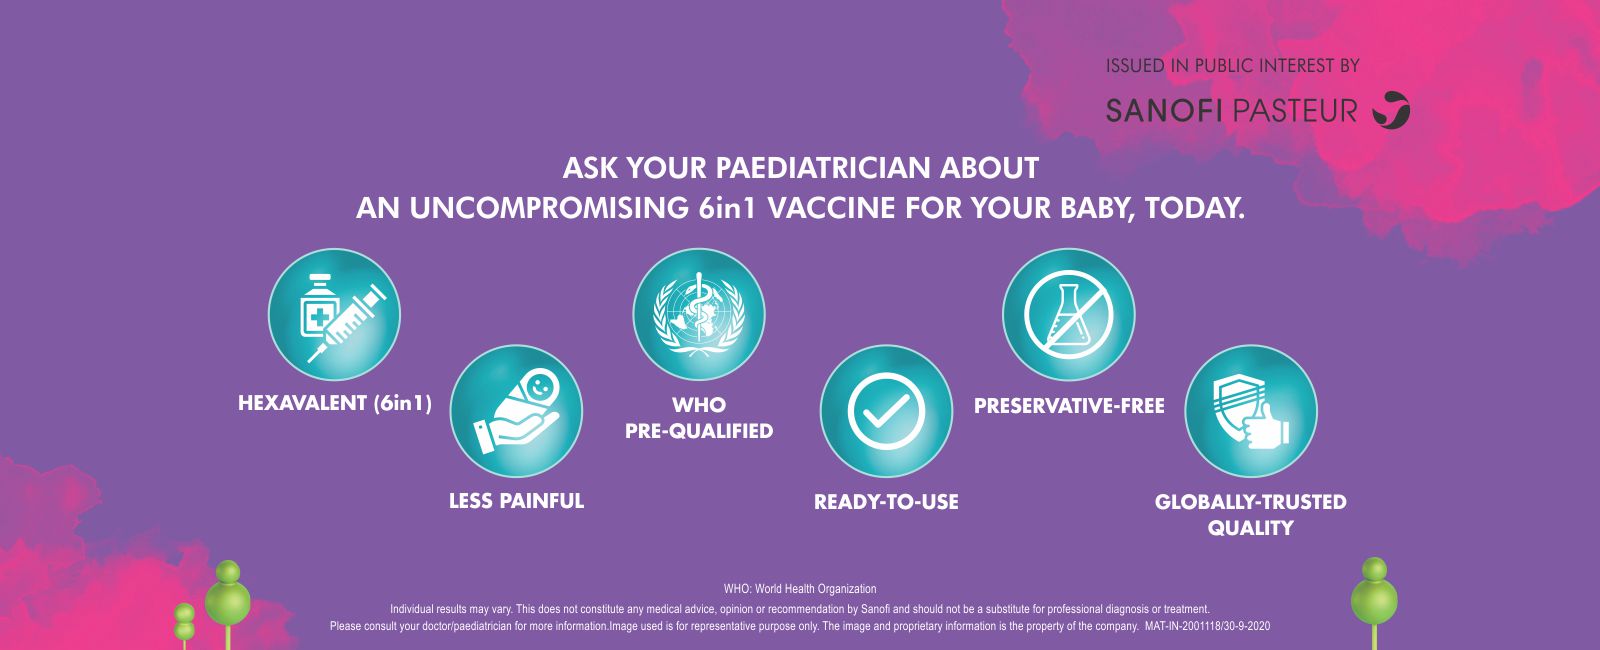 ISSUED IN PUBLIC INTEREST BY
SANOFI PASTEUR
ASK YOUR PAEDIATRICIAN ABOUT
AN UNCOMPROMISING 6in1 VACCINE FOR YOUR BABY, TODAY.
HEXAVALENT (6in1)
LESS PAINFUL
WHO
PRE-QUALIFIED
READY-TO-USE
PRESERVATIVE-FREE
GLOBALLY-TRUSTED
QUALITY
WHO: World Health Organization
Individual results may vary. This does not constitute any medical advice, opinion or recommendation by Sanofi and should not be a substitute for professional diagnosis or treatment.
Please consult your doctor/paediatrician for more information.Image used is for representative purpose only. The image and proprietary information is the property of the company. MAT-IN-2001118/30-9-2020